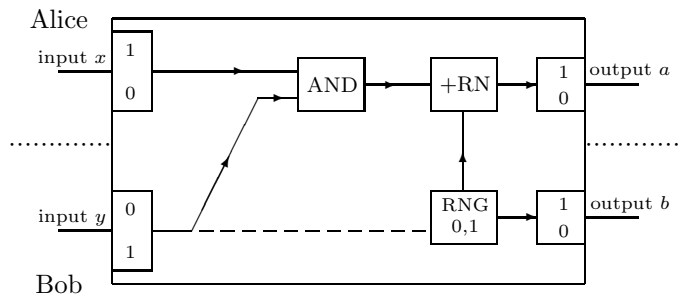 Alice
input x
1
0
AND
+RN
1
0
output a
input y
0
1
RNG
0,1
1
0
output b
Bob